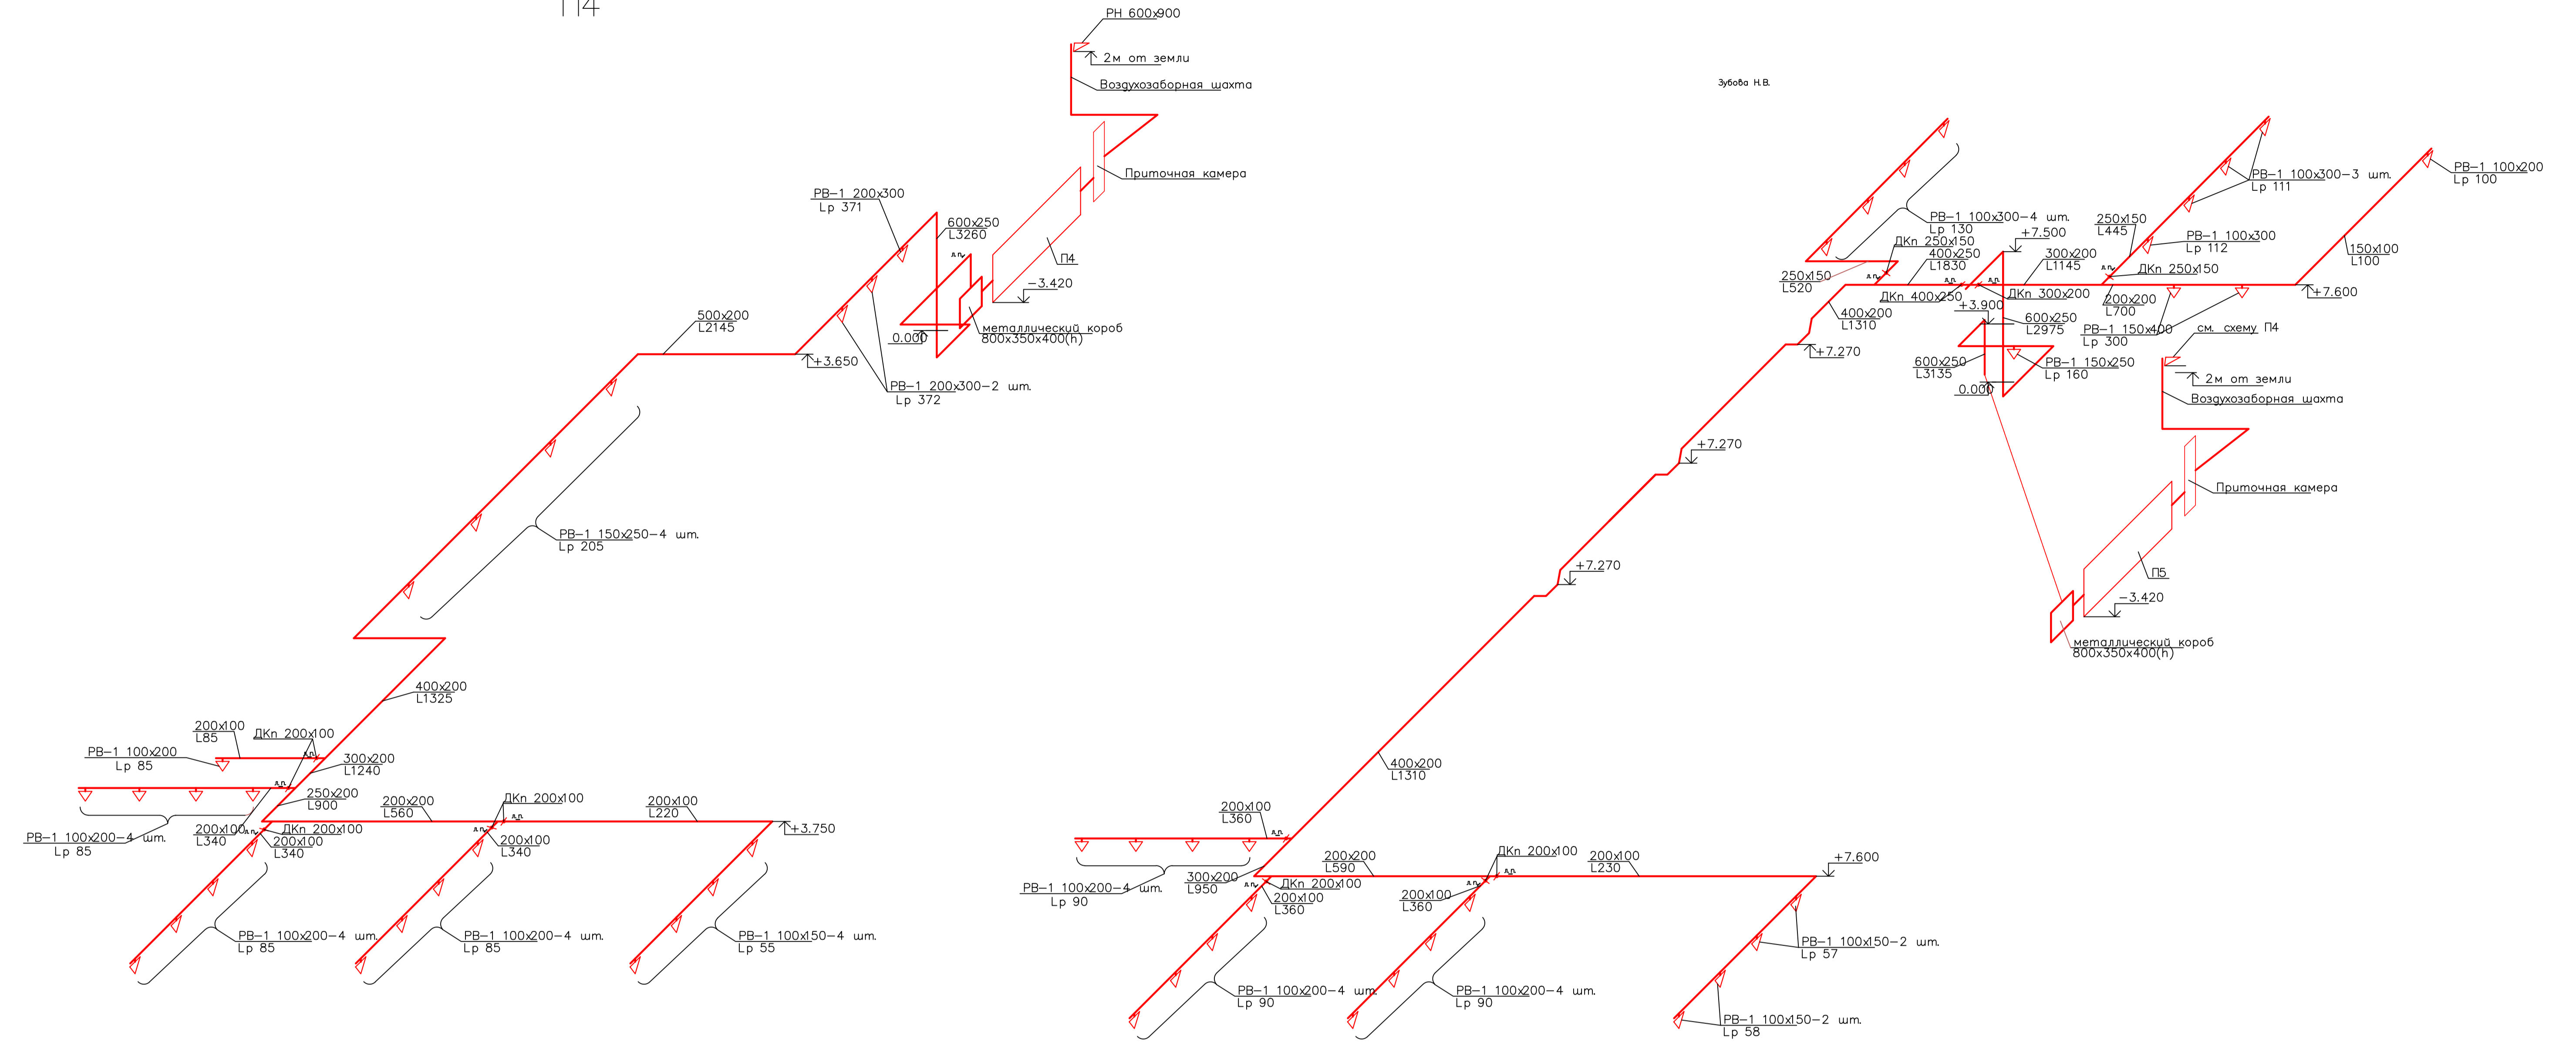 П4
РН 600х900
2м от земли
Воздухозаборная шахта
Приточная камера
РВ-1 200х300
Lр 371
600х250
L3260
л.п.
П4
-3.420
металлический короб
800х350х400(h)
0.000
500х200
L2145
+3.650
РВ-1 200х300-2 шт.
Lр 372
РВ-1 150х250-4 шт.
Lр 205
400х200
L1325
200х100
L85
ДКп 200х100
л.п.
РВ-1 100х200
Lр 85
300х200
L1240
л.п.
250х200
L900
200х200
L560
ДКп 200х100
л.п.
200х100
L220
+3.750
РВ-1 100х200-4 шт.
Lр 85
200х100
L340
л.п.
ДКп 200х100
200х100
L340
л.п.
200х100
L340
РВ-1 100х200-4 шт.
Lр 85
РВ-1 100х200-4 шт.
Lр 85
РВ-1 100х150-4 шт.
Lр 55
Зубова Н.В.
РВ-1 100х300-4 шт.
Lр 130
ДКп 250х150
400х250
L1830
+7.500
300х200
L1145
250х150
L445
РВ-1 100х300-3 шт.
Lр 111
РВ-1 100х300
Lр 112
РВ-1 100х200
Lр 100
150х100
L100
250х150
L520
л.п.
л.п.
л.п.
л.п.
ДКп 250х150
ДКп 400х250
ДКп 300х200
200х200
L700
+7.600
400х200
L1310
+3.900
600х250
L2975
РВ-1 150х400
Lр 300
см. схему П4
+7.270
600х250
L3135
РВ-1 150х250
Lр 160
0.000
2м от земли
Воздухозаборная шахта
+7.270
Приточная камера
+7.270
П5
-3.420
металлический короб
800х350х400(h)
400х200
L1310
200х100
L360
л.п.
РВ-1 100х200-4 шт.
Lр 90
300х200
L950
200х200
L590
ДКп 200х100
л.п.
200х100
L230
+7.600
л.п.
ДКп 200х100
200х100
L360
л.п.
200х100
L360
РВ-1 100х200-4 шт.
Lр 90
РВ-1 100х200-4 шт.
Lр 90
РВ-1 100х150-2 шт.
Lр 57
РВ-1 100х150-2 шт.
Lр 58